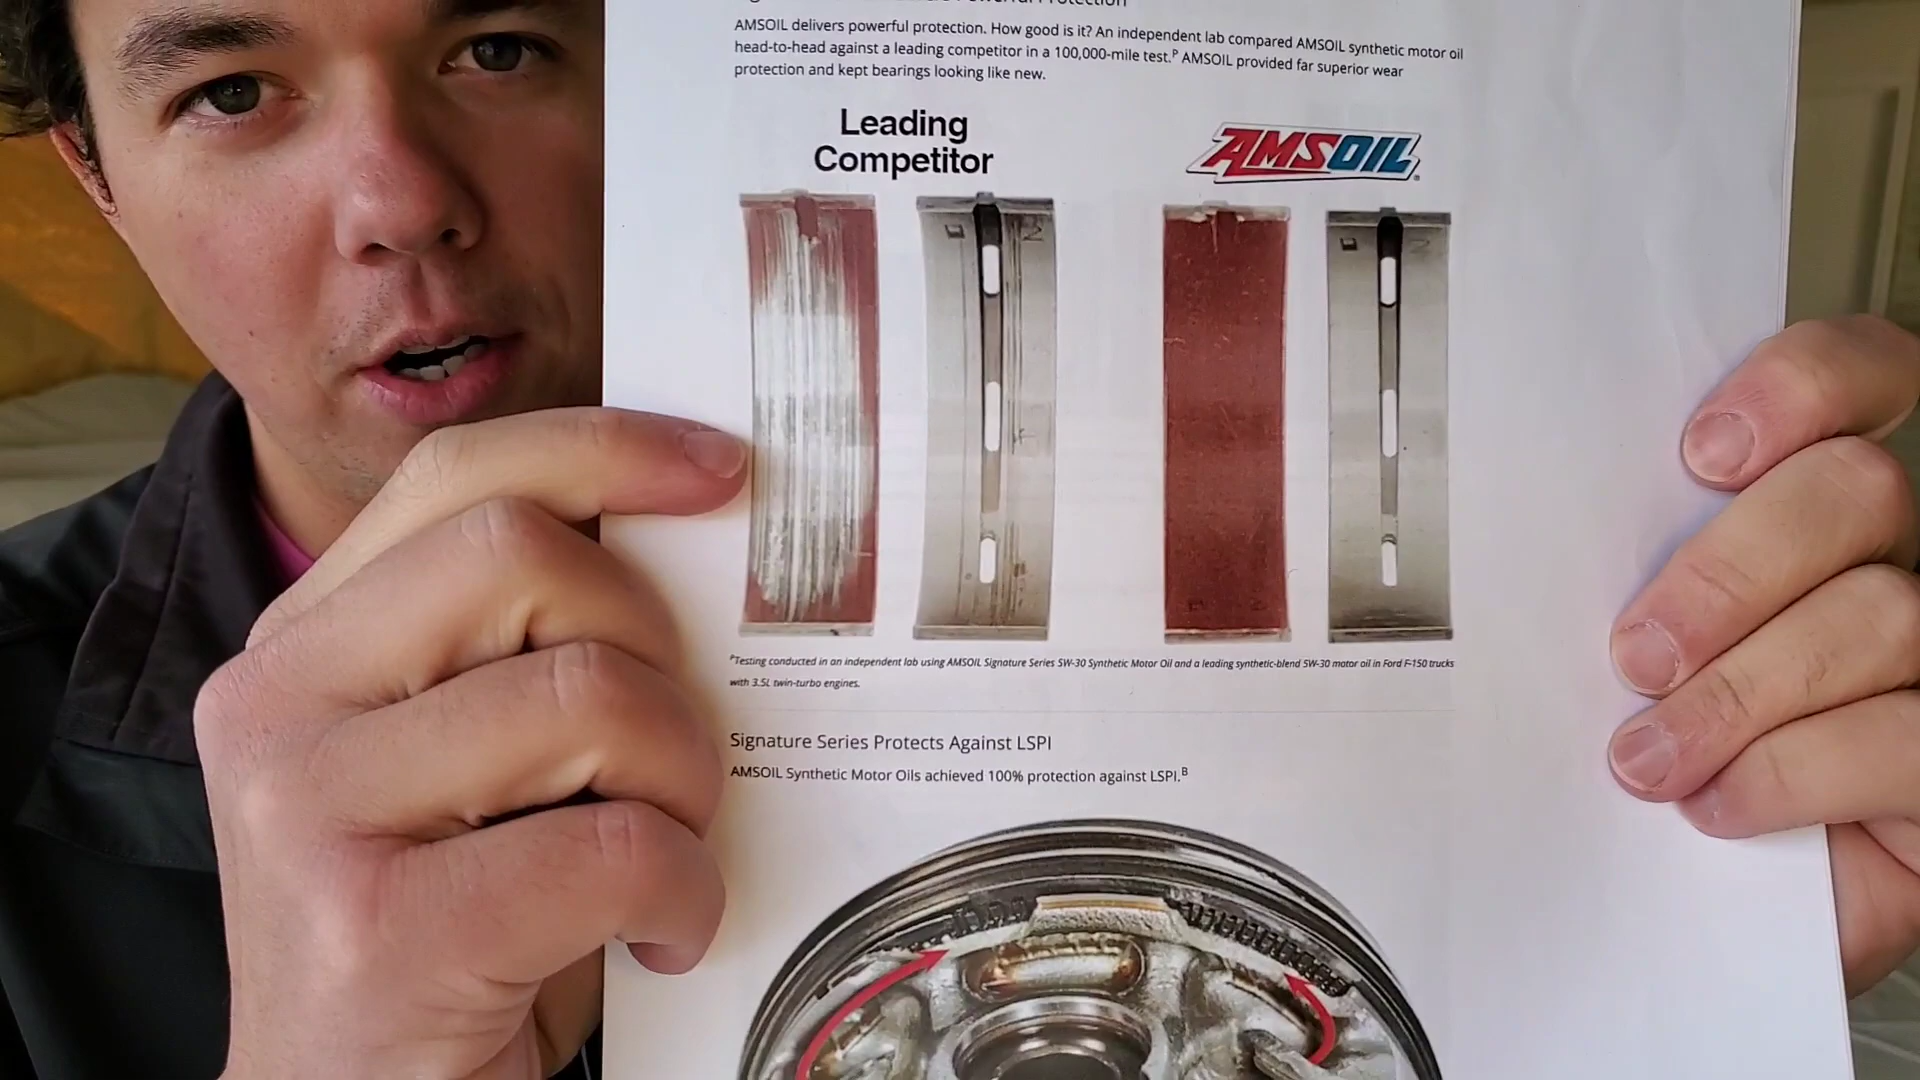 Powerful Protection
AMSOIL delivers powerful protection. How good is it? An independent lab compared AMSOIL synthetic motor oil
head-to-head against a leading competitor in a 100,000-mile test.ᴾ AMSOIL provided far superior wear
protection and kept bearings looking like new.
Leading
Competitor
AMSOIL®
ᴾTesting conducted in an independent lab using AMSOIL Signature Series 5W-30 Synthetic Motor Oil and a leading synthetic-blend 5W-30 motor oil in Ford F-150 trucks
with 3.5L twin-turbo engines.
Signature Series Protects Against LSPI
AMSOIL Synthetic Motor Oils achieved 100% protection against LSPI.ᴮ